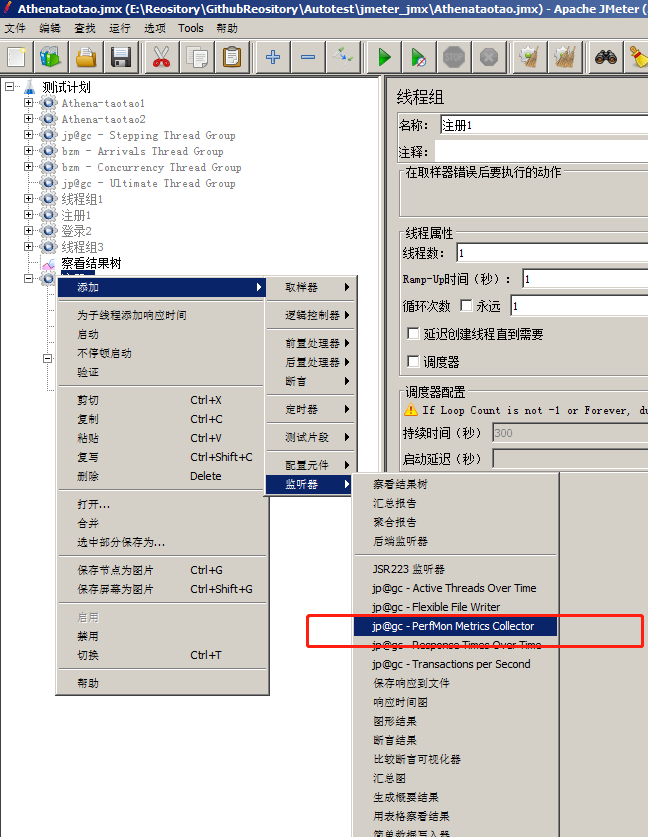 Athenataotao.jmx (E:\Reository\GithubReository\Autotest\jmeter_jmx\Athenataotao.jmx) - Apache JMeter (
文件 编辑 查找 运行 选项 Tools 帮助
STOP
测试计划
Athena-taotao1
Athena-taotao2
jp@gc - Stepping Thread Group
bzm - Arrivals Thread Group
bzm - Concurrency Thread Group
jp@gc - Ultimate Thread Group
线程组1
注册1
登录2
线程组3
察看结果树
线程组
名称： 注册1
注释：
在取样器错误后要执行的动作
线程属性
线程数： 1
Ramp-Up时间（秒）： 1
循环次数 永远 1
延迟创建线程直到需要
调度器
调度器配置
If Loop Count is not -1 or Forever, du
持续时间（秒） 300
启动延迟（秒）
添加
为子线程添加响应时间
启动
不停顿启动
验证
剪切 Ctrl+X
复制 Ctrl+C
粘贴 Ctrl+V
复写 Ctrl+Shift+C
删除 Delete
打开...
合并
选中部分保存为...
保存节点为图片 Ctrl+G
保存屏幕为图片 Ctrl+Shift+G
启用
禁用
切换 Ctrl+T
帮助
取样器
逻辑控制器
前置处理器
后置处理器
断言
定时器
测试片段
配置元件
监听器
察看结果树
汇总报告
聚合报告
后端监听器
JSR223 监听器
jp@gc - Active Threads Over Time
jp@gc - Flexible File Writer
jp@gc - PerfMon Metrics Collector
jp@gc - Response Times Over Time
jp@gc - Transactions per Second
保存响应到文件
响应时间图
图形结果
断言结果
比较断言可视化器
汇总图
生成概要结果
用表格察看结果
简单数据写入器